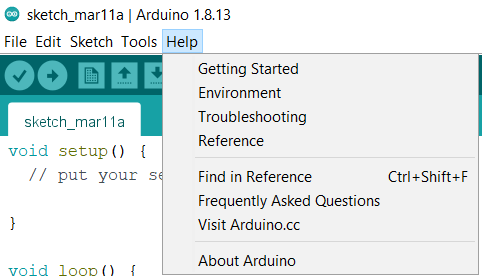 sketch_mar11a | Arduino 1.8.13
File Edit Sketch Tools Help
Getting Started
Environment
Troubleshooting
Reference
Find in Reference Ctrl+Shift+F
Frequently Asked Questions
Visit Arduino.cc
About Arduino
sketch_mar11a
void setup() {
// put your se
}
void loop() {